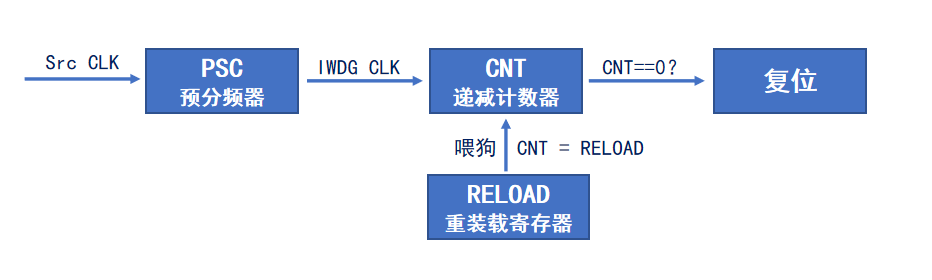 Src CLK
PSC
预分频器
IWDG CLK
CNT
递减计数器
CNT==0?
复位
喂狗
CNT = RELOAD
RELOAD
重装载寄存器